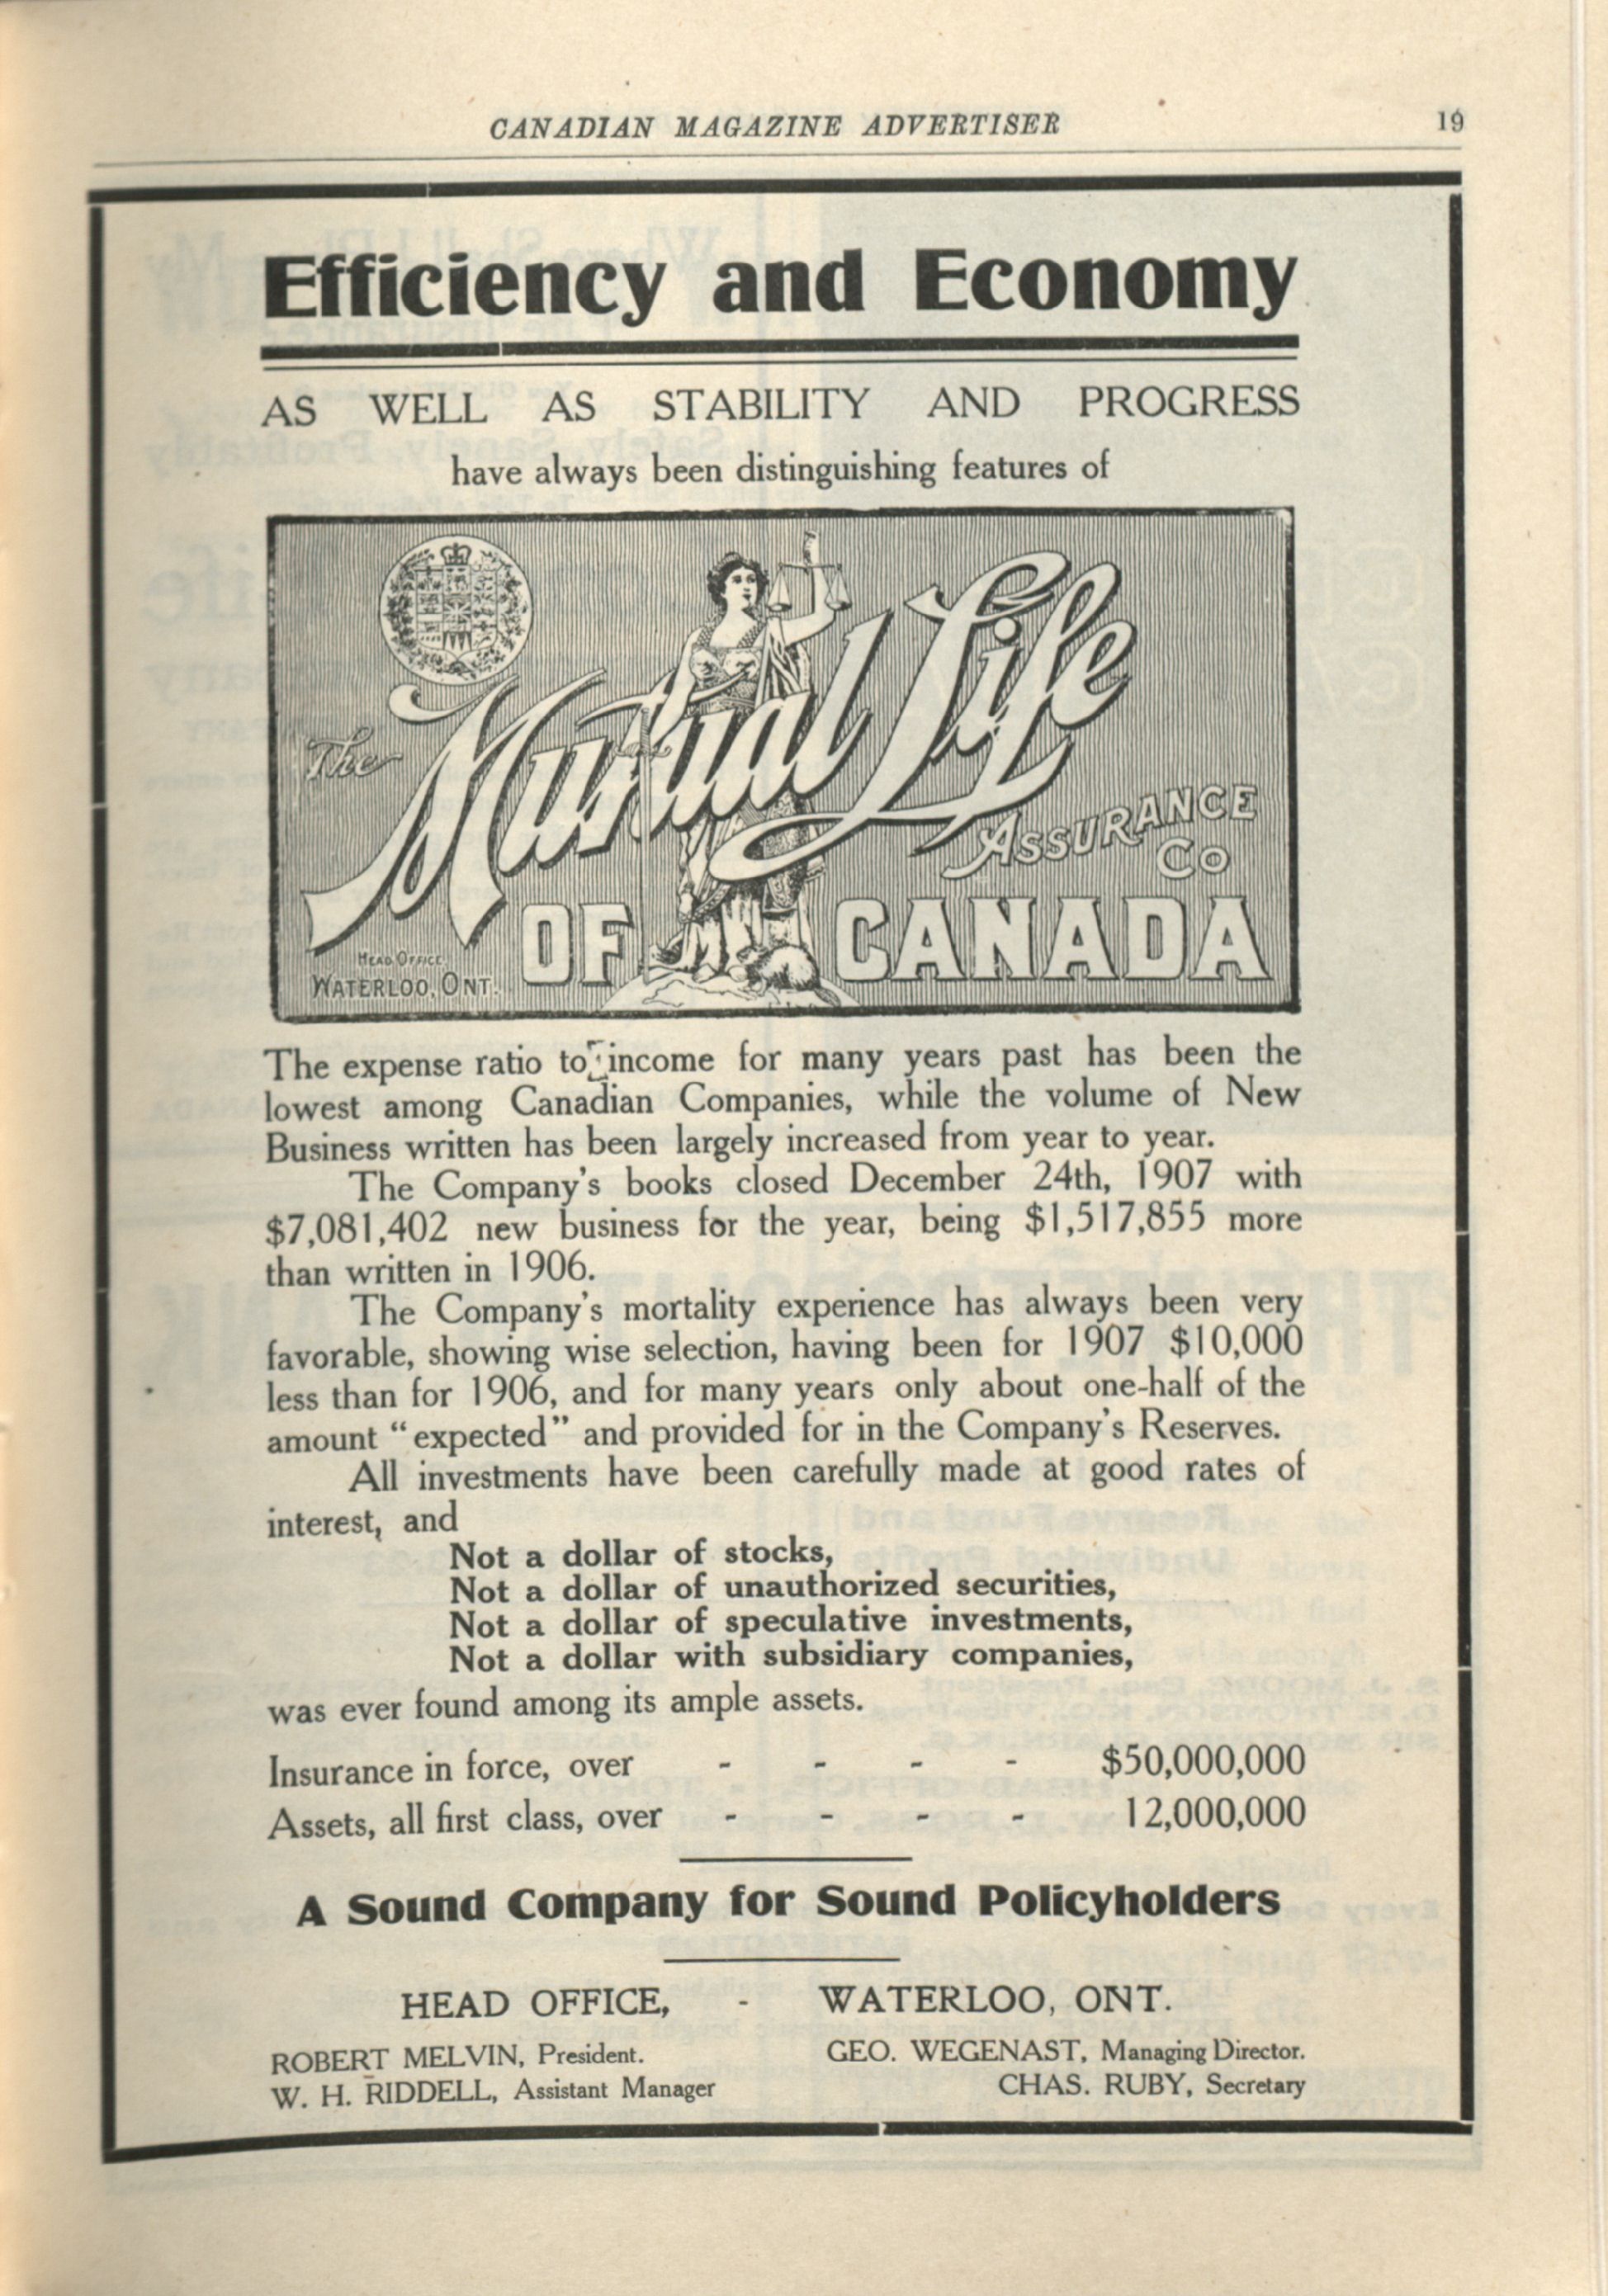 CANADIAN MAGAZINE ADVERTISER 19
Efficiency and Economy
AS WELL AS STABILITY AND PROGRESS
have always been distinguishing features of
The Mutual Life
ASSURANCE
CO
OF CANADA
HEAD OFFICE,
WATERLOO, ONT.
The expense ratio to income for many years past has been the
lowest among Canadian Companies, while the volume of New
Business written has been largely increased from year to year.
The Company's books closed December 24th, 1907 with
$7,081,402 new business for the year, being $1,517,855 more
than written in 1906.
The Company's mortality experience has always been very
favorable, showing wise selection, having been for 1907 $10,000
less than for 1906, and for many years only about one-half of the
amount "expected" and provided for in the Company's Reserves.
All investments have been carefully made at good rates of
interest, and
Not a dollar of stocks,
Not a dollar of unauthorized securities,
Not a dollar of speculative investments,
Not a dollar with subsidiary companies,
was ever found among its ample assets.
Insurance in force, over - - - - $50,000,000
Assets, all first class, over - - - - 12,000,000
A Sound Company for Sound Policyholders
HEAD OFFICE, - WATERLOO, ONT.
ROBERT MELVIN, President. GEO. WEGENAST, Managing Director.
W. H. RIDDELL, Assistant Manager CHAS. RUBY, Secretary